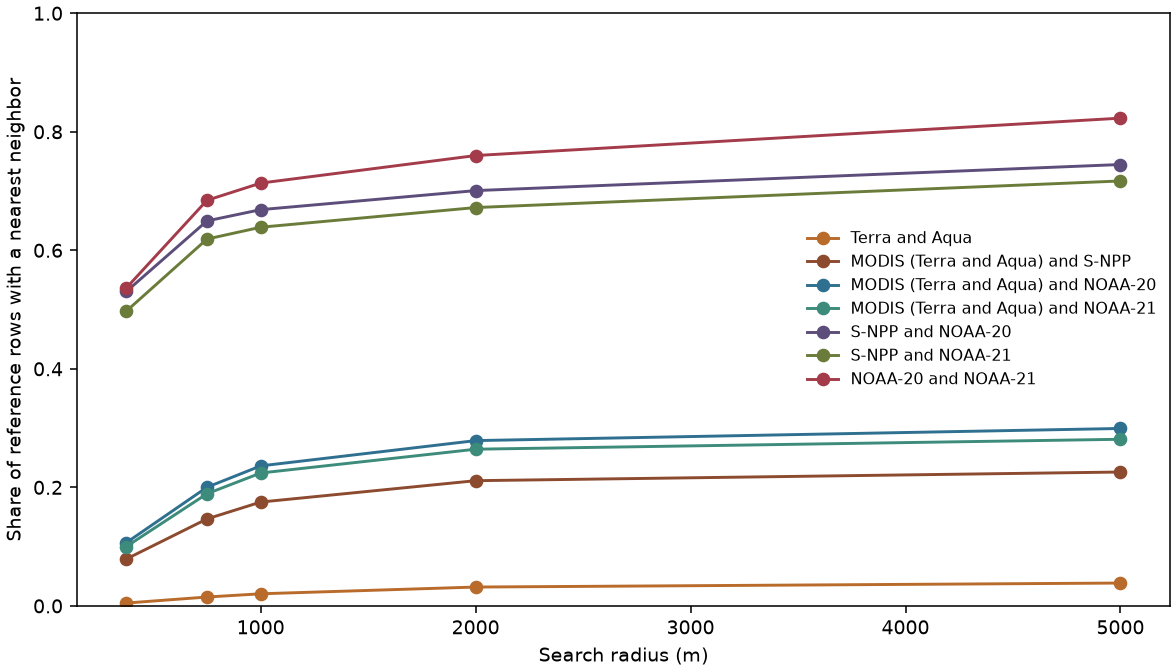 1.0
0.8
0.6
0.4
0.2
0.0
Share of reference rows with a nearest neighbor
Terra and Aqua
MODIS (Terra and Aqua) and S-NPP
MODIS (Terra and Aqua) and NOAA-20
MODIS (Terra and Aqua) and NOAA-21
S-NPP and NOAA-20
S-NPP and NOAA-21
NOAA-20 and NOAA-21
1000 2000 3000 4000 5000
Search radius (m)